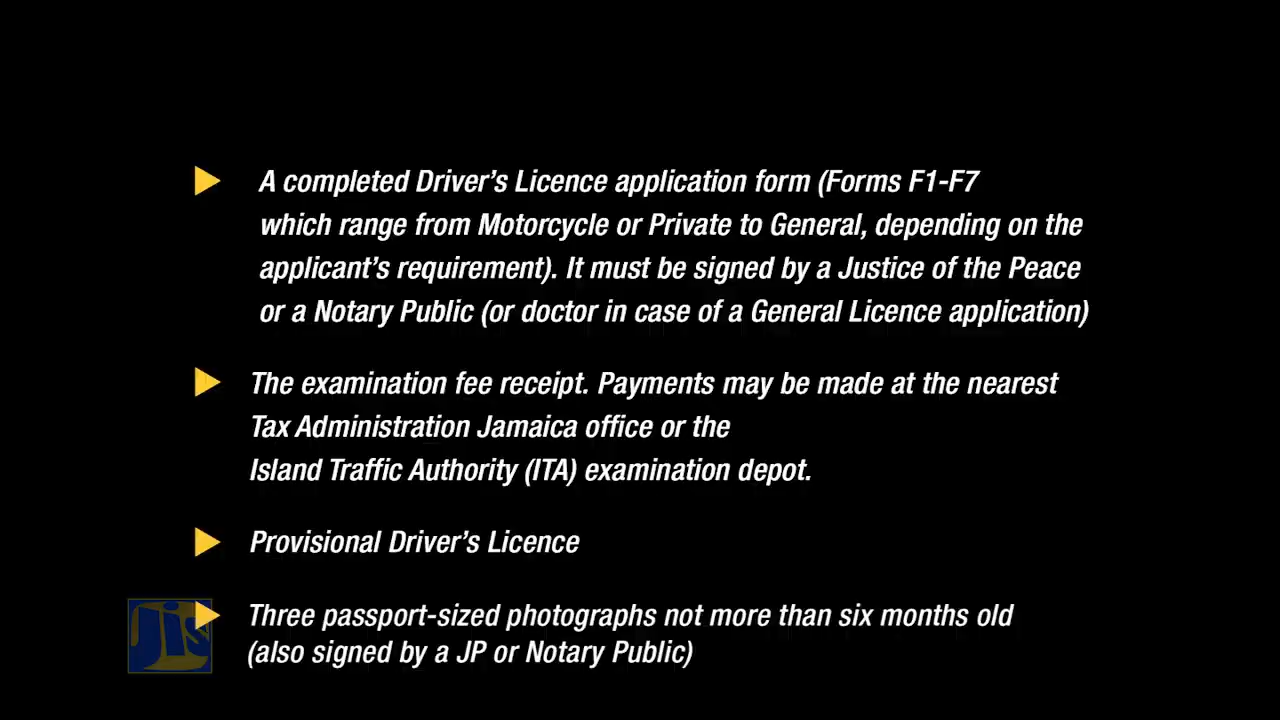 A completed Driver's Licence application form (Forms F1-F7
which range from Motorcycle or Private to General, depending on the
applicant's requirement). It must be signed by a Justice of the Peace
or a Notary Public (or doctor in case of a General Licence application)
The examination fee receipt. Payments may be made at the nearest
Tax Administration Jamaica office or the
Island Traffic Authority (ITA) examination depot.
Provisional Driver's Licence
Three passport-sized photographs not more than six months old
(also signed by a JP or Notary Public)
jis